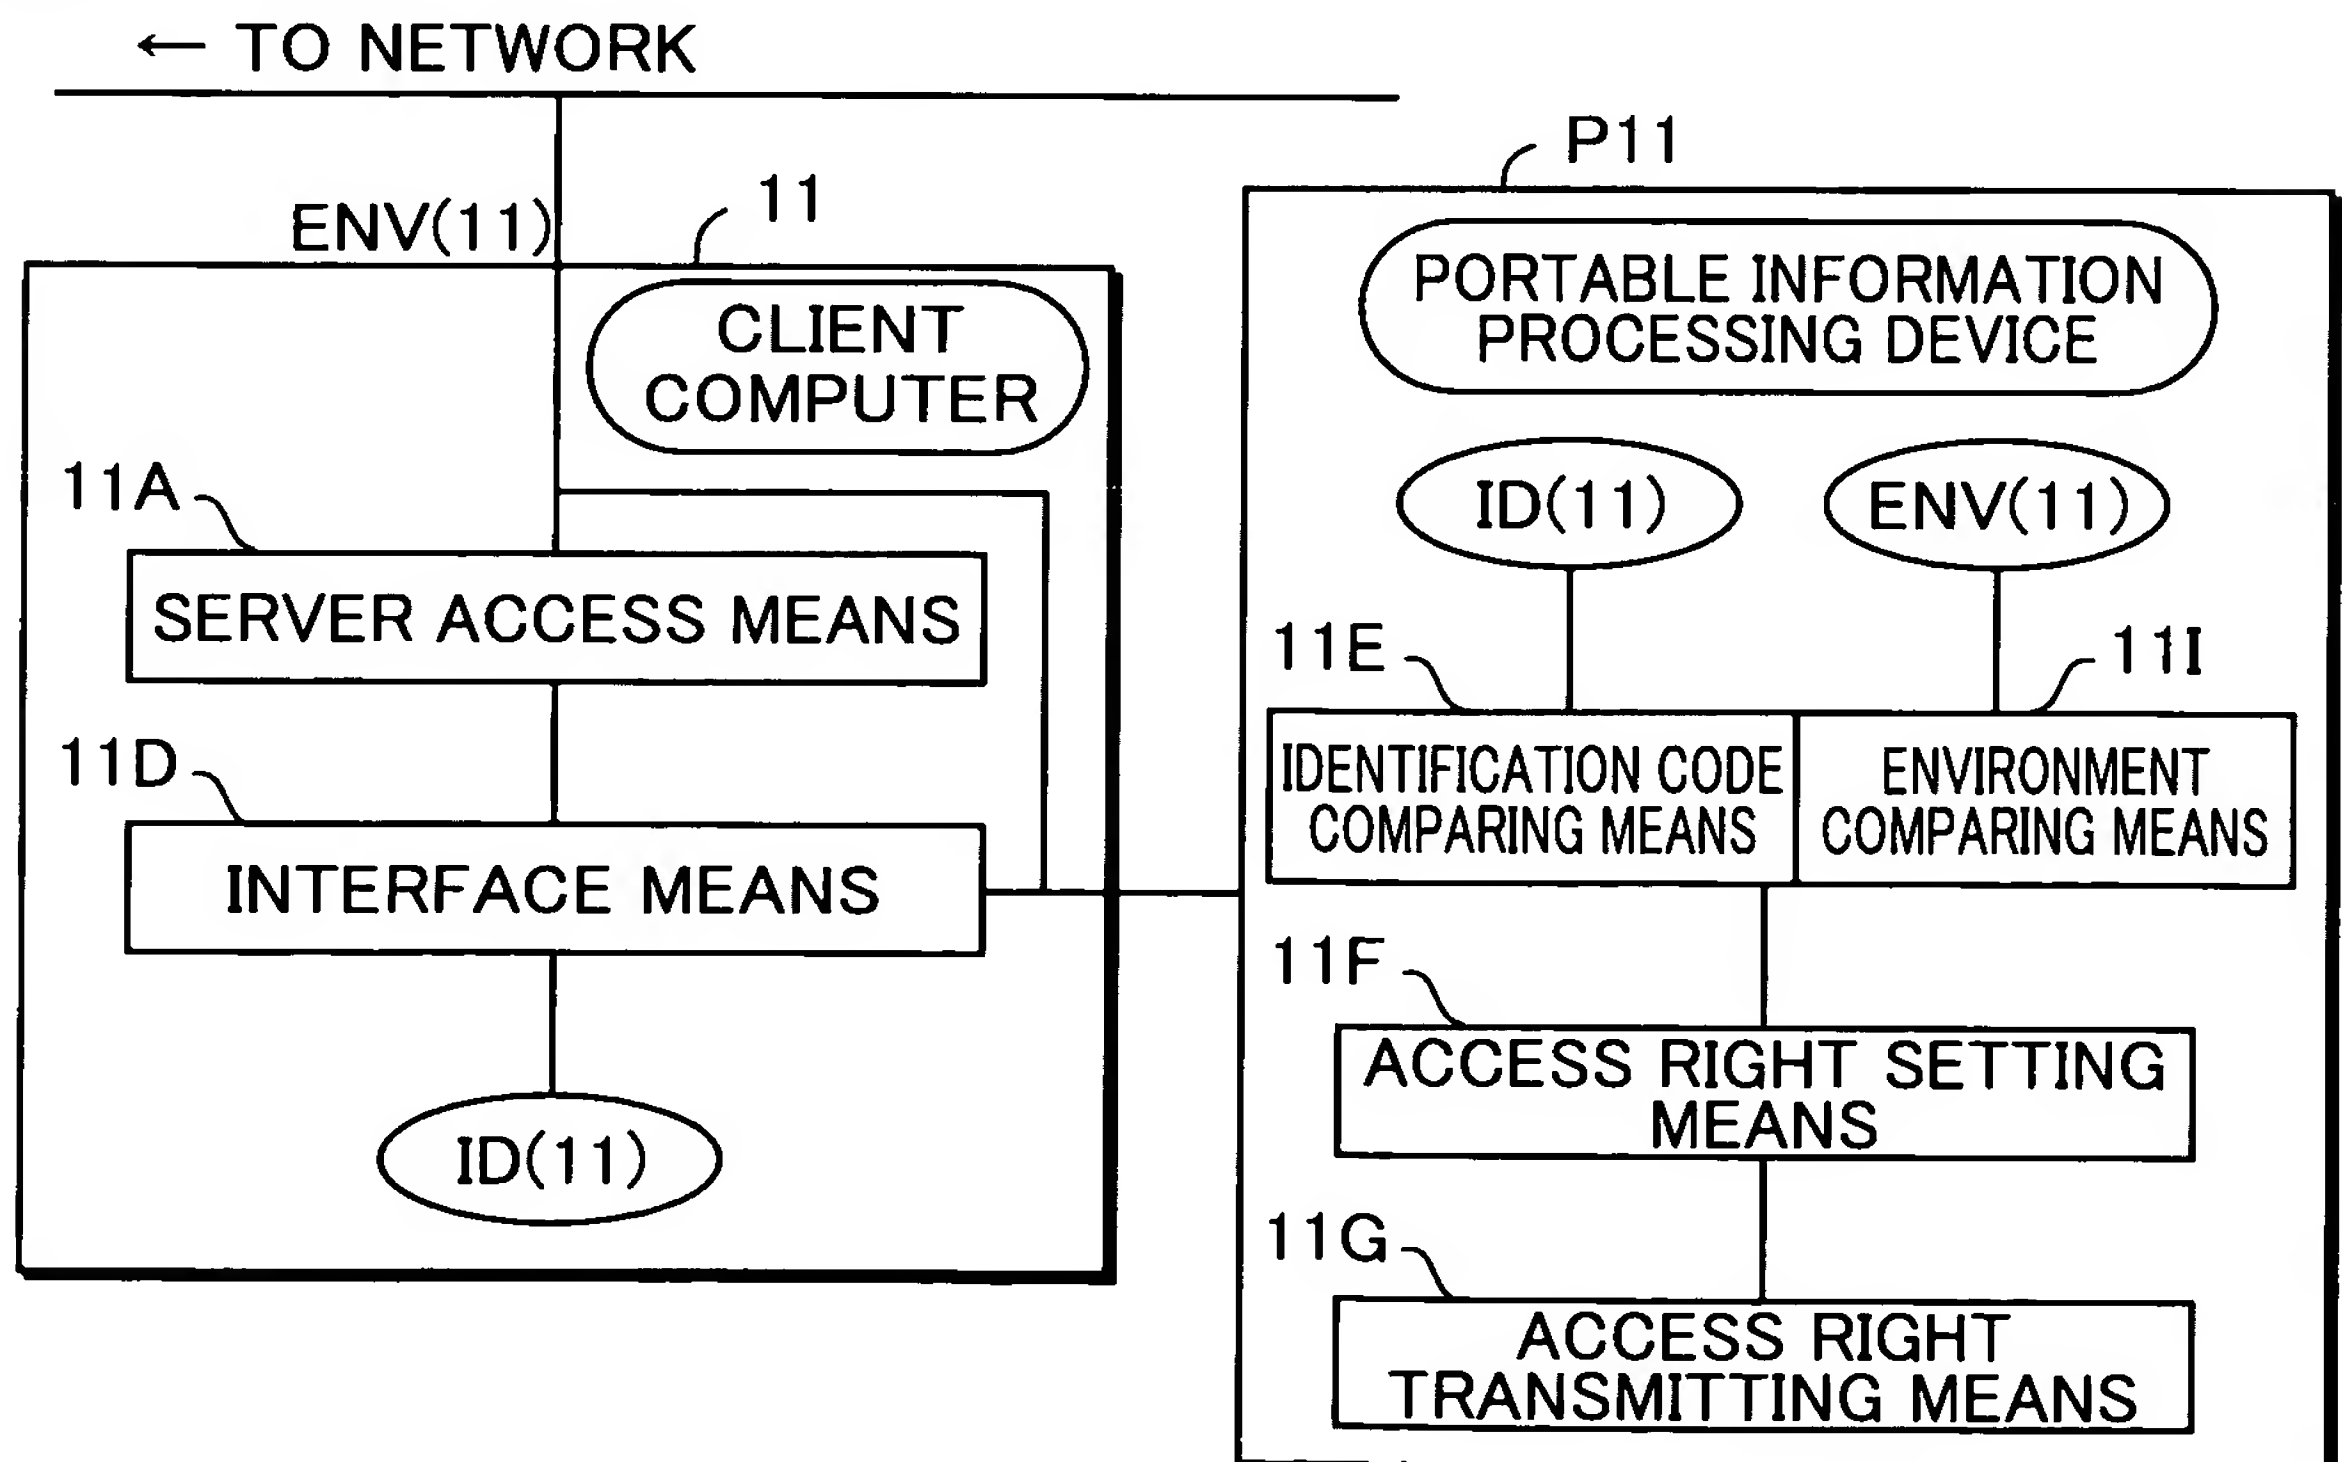 ← TO NETWORK
ENV(11)
11
CLIENT
COMPUTER
11A
SERVER ACCESS MEANS
11D
INTERFACE MEANS
ID(11)
P11
PORTABLE INFORMATION
PROCESSING DEVICE
ID(11)
ENV(11)
11E
11I
IDENTIFICATION CODE
COMPARING MEANS
ENVIRONMENT
COMPARING MEANS
11F
ACCESS RIGHT SETTING
MEANS
11G
ACCESS RIGHT
TRANSMITTING MEANS